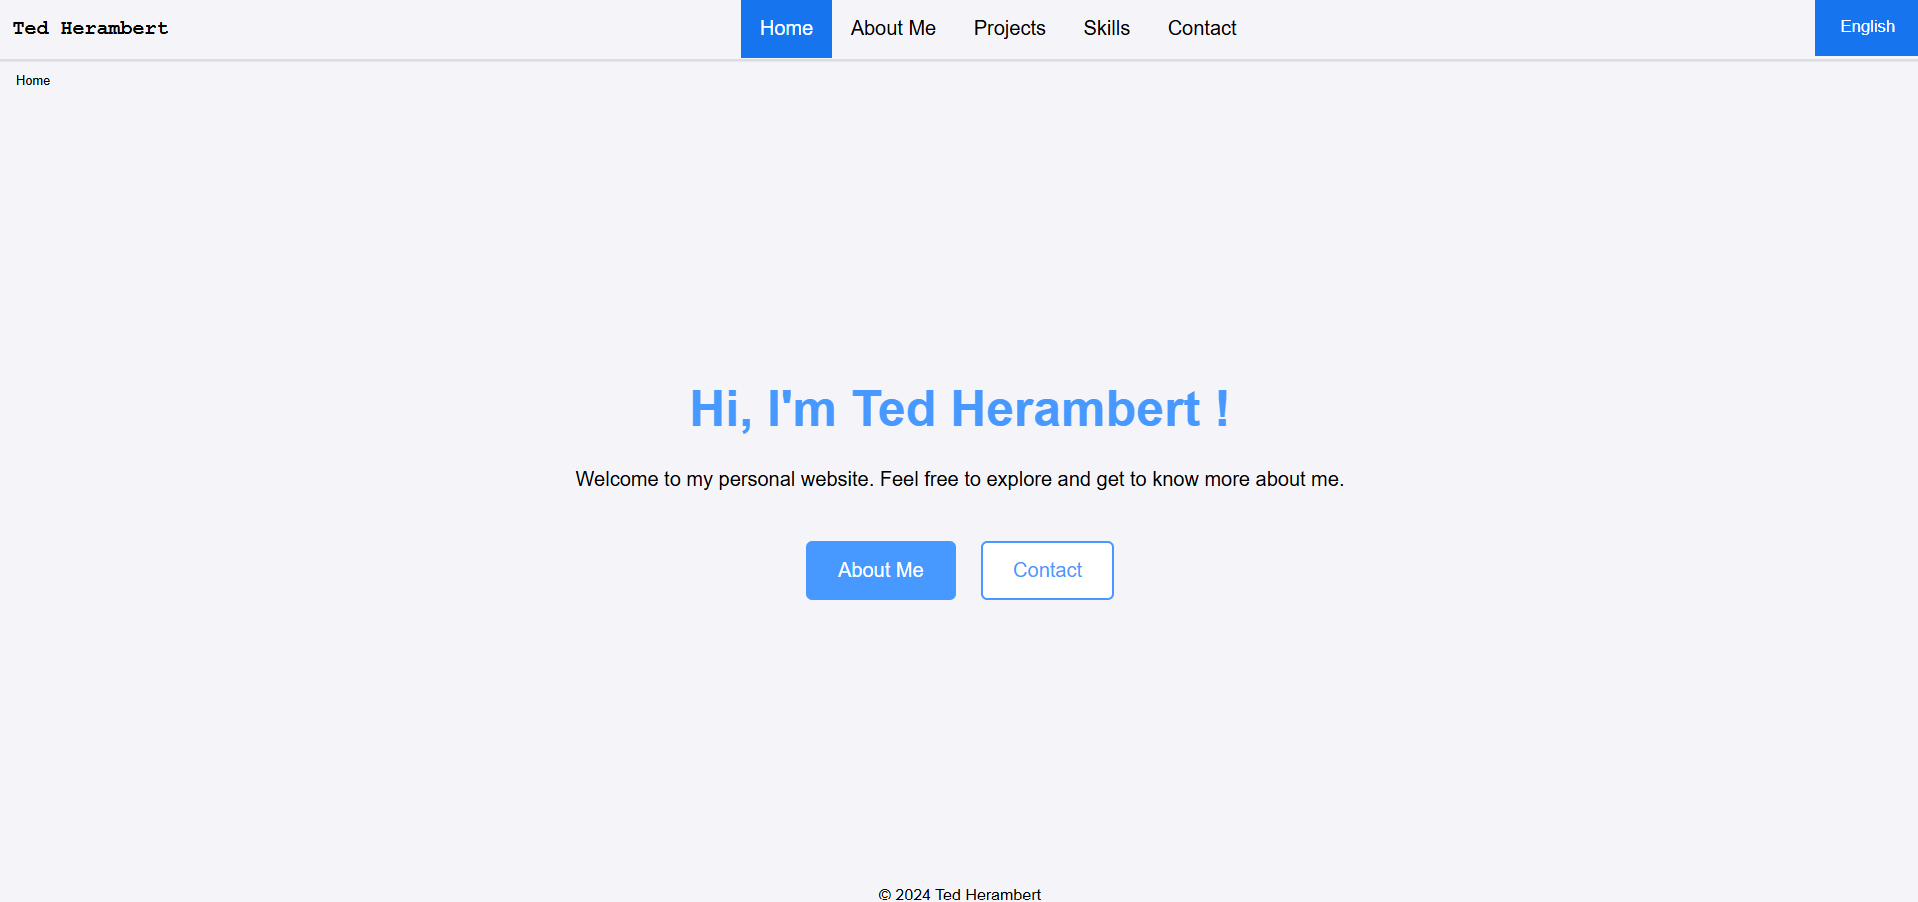 Ted Herambert
Home About Me Projects Skills Contact
English
Home
Hi, I'm Ted Herambert !
Welcome to my personal website. Feel free to explore and get to know more about me.
About Me Contact
© 2024 Ted Herambert